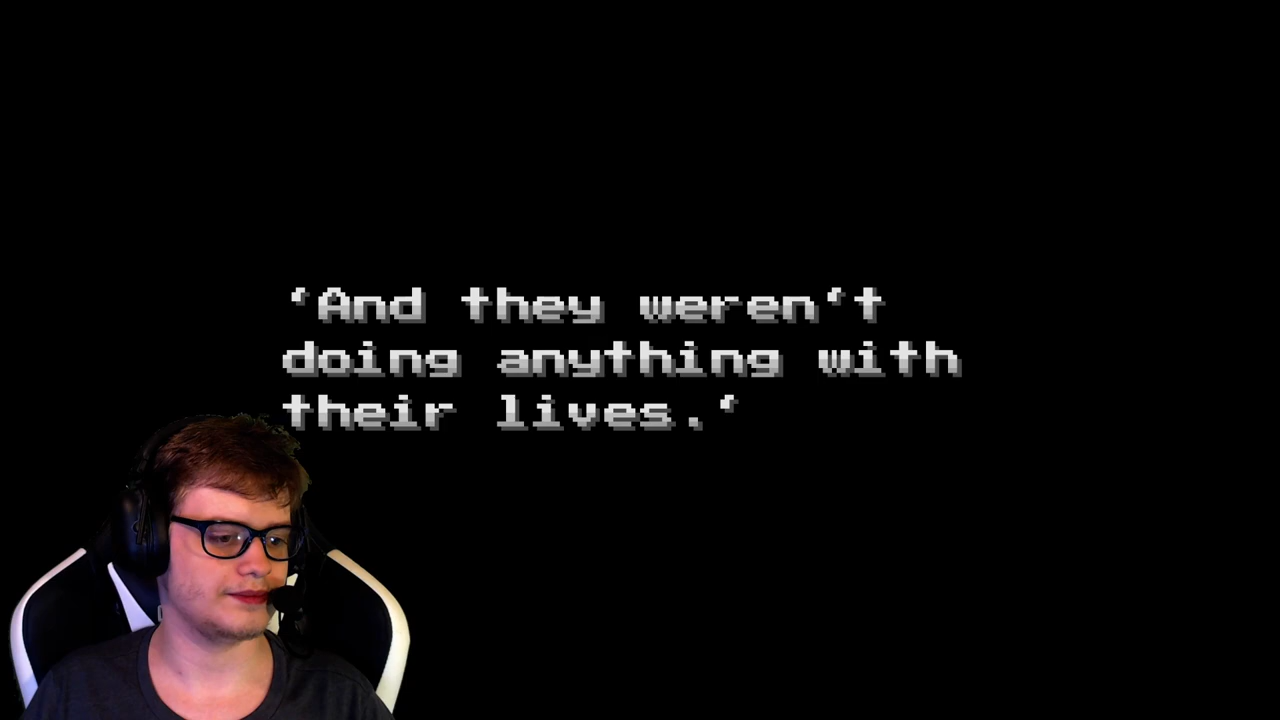 ‘And they weren‘t
doing anything with
their lives.‘